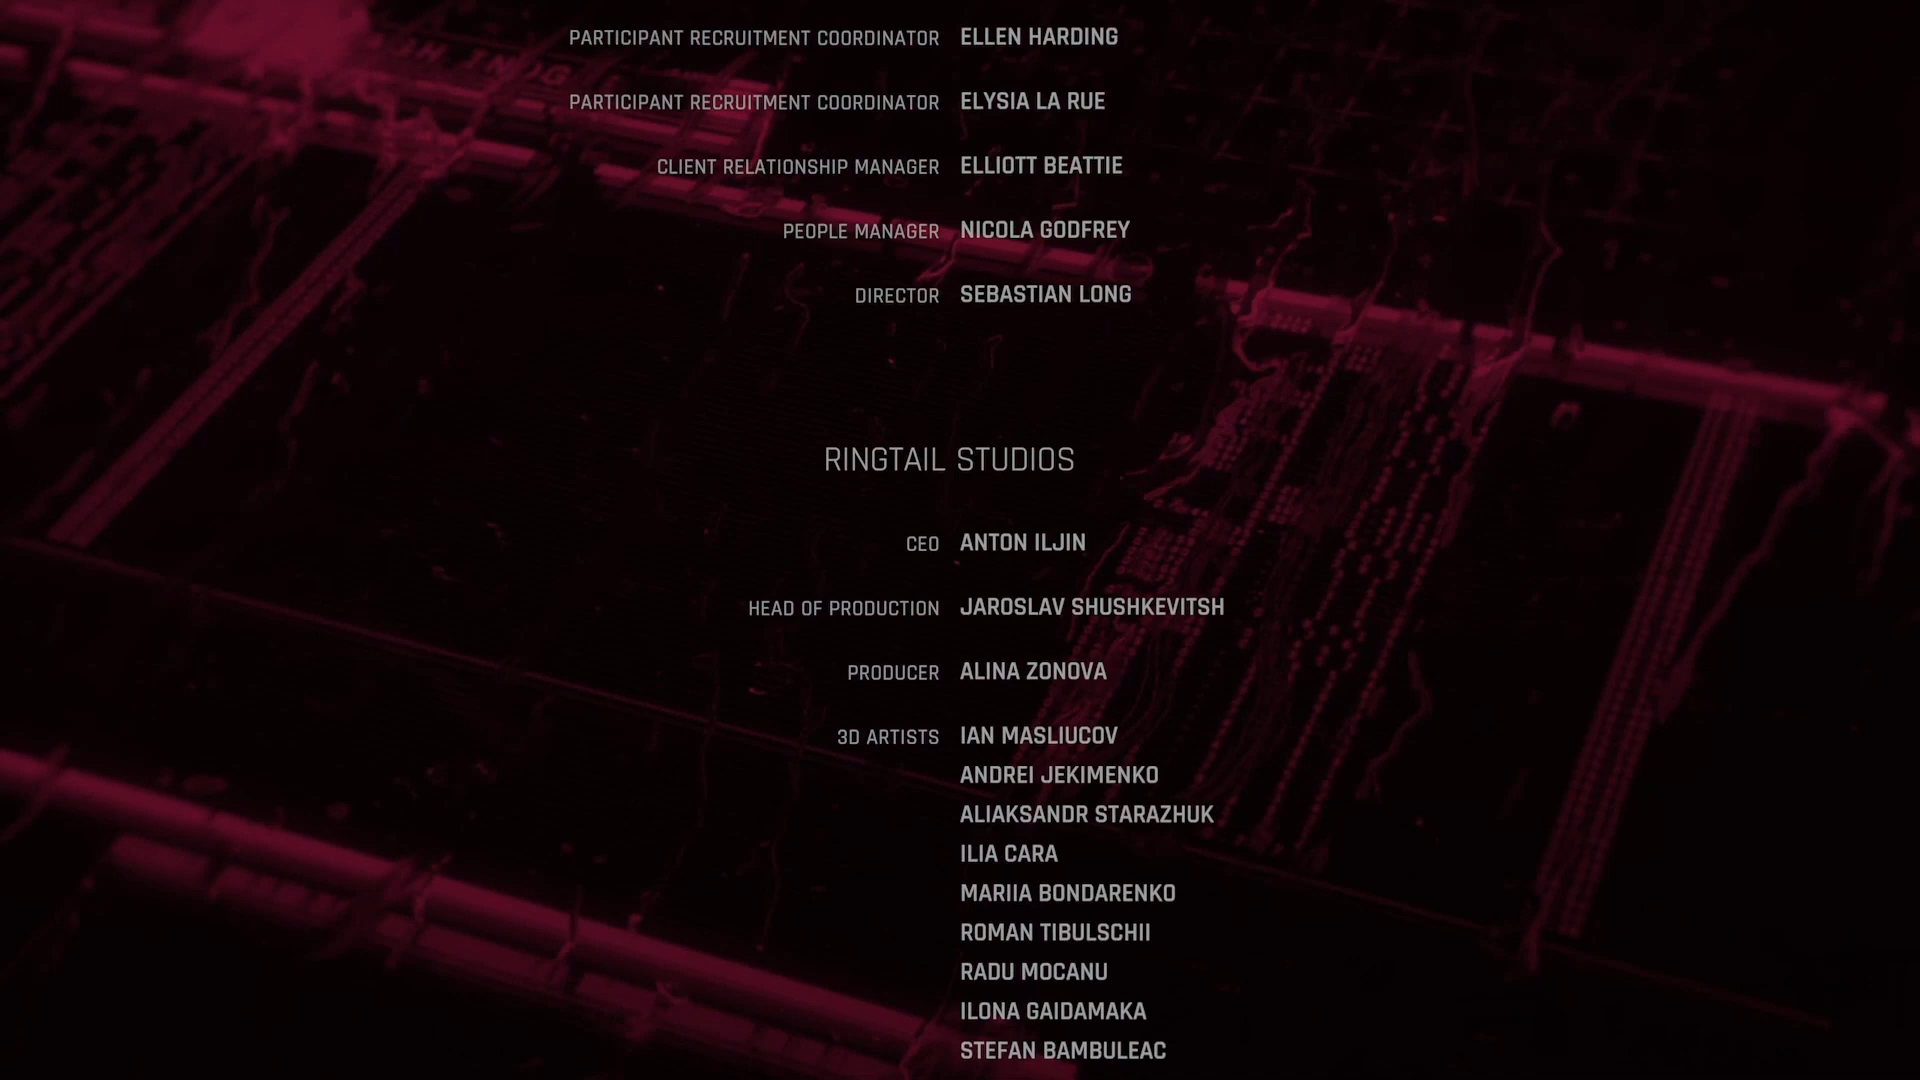 PARTICIPANT RECRUITMENT COORDINATOR ELLEN HARDING
PARTICIPANT RECRUITMENT COORDINATOR ELYSIA LA RUE
CLIENT RELATIONSHIP MANAGER ELLIOTT BEATTIE
PEOPLE MANAGER NICOLA GODFREY
DIRECTOR SEBASTIAN LONG
RINGTAIL STUDIOS
CEO ANTON ILJIN
HEAD OF PRODUCTION JAROSLAV SHUSHKEVITSH
PRODUCER ALINA ZONOVA
3D ARTISTS IAN MASLIUCOV
ANDREI JEKIMENKO
ALIAKSANDR STARAZHUK
ILIA CARA
MARIIA BONDARENKO
ROMAN TIBULSCHII
RADU MOCANU
ILONA GAIDAMAKA
STEFAN BAMBULEAC